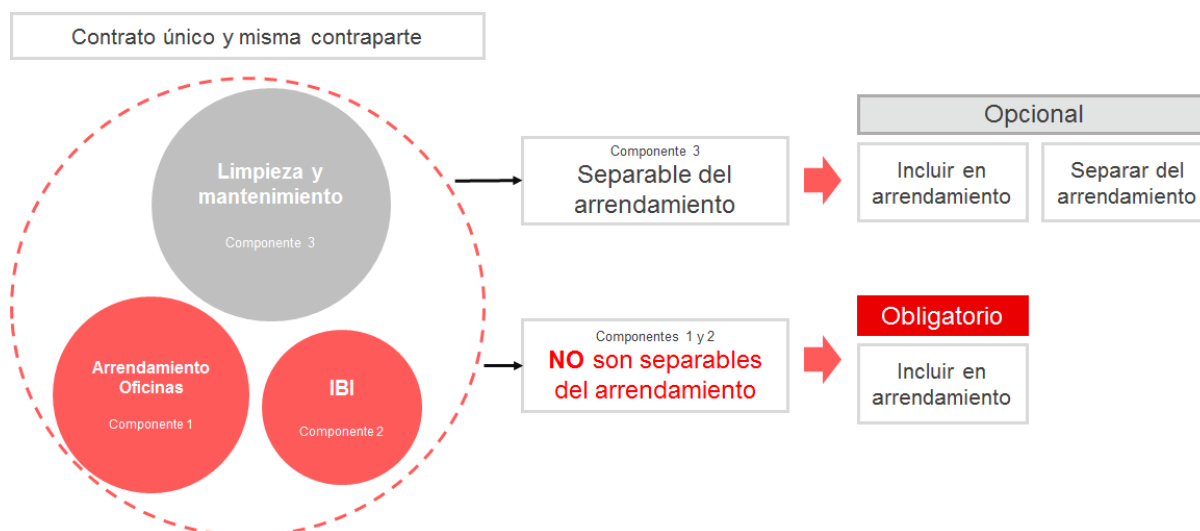 Contrato único y misma contraparte
Limpieza y
mantenimiento
Componente 3
Arrendamiento
Oficinas
Componente 1
IBI
Componente 2
Componente 3
Separable del
arrendamiento
Opcional
Incluir en
arrendamiento
Separar del
arrendamiento
Componentes 1 y 2
NO son separables
del arrendamiento
Obligatorio
Incluir en
arrendamiento